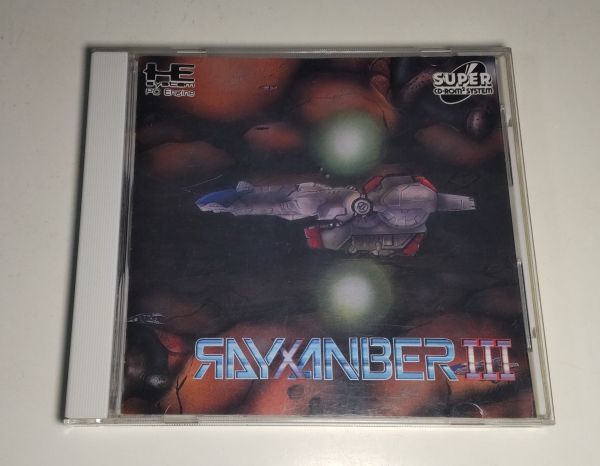 HE
SYSTEM
PC Engine
SUPER
CD-ROM² SYSTEM
RAYXANBER III